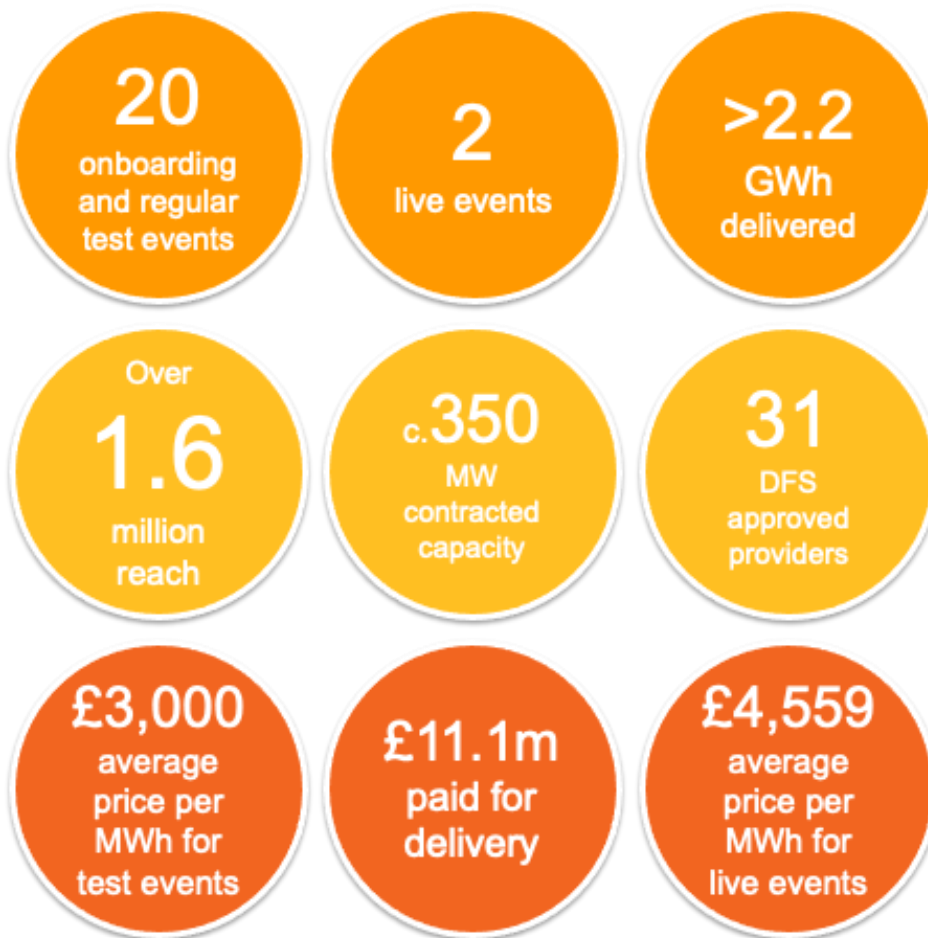 20
onboarding
and regular
test events
2
live events
>2.2
GWh
delivered
Over
1.6
million
reach
c.350
MW
contracted
capacity
31
DFS
approved
providers
£3,000
average
price per
MWh for
test events
£11.1m
paid for
delivery
£4,559
average
price per
MWh for
live events